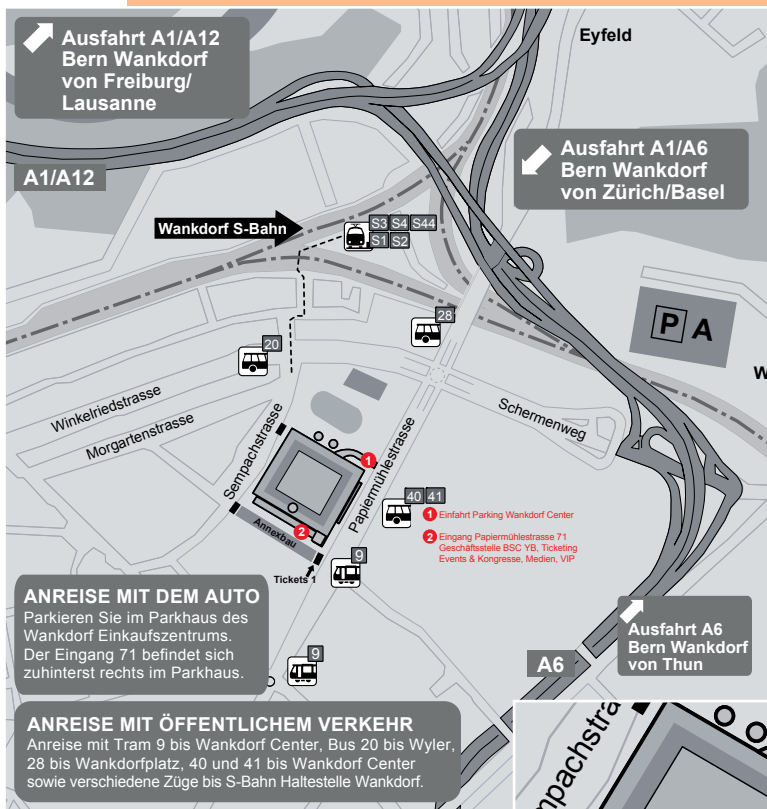 Ausfahrt A1/A12
Bern Wankdorf
von Freiburg/
Lausanne
Eyfeld
A1/A12
Ausfahrt A1/A6
Bern Wankdorf
von Zürich/Basel
Wankdorf S-Bahn
S3 S4 S44
S1 S2
28
20
P A
W
Winkelriedstrasse
Morgartenstrasse
Sempachstrasse
Papiermühlestrasse
Schermenweg
1
2
Annexbau
Tickets 1
40 41
1 Einfahrt Parking Wankdorf Center
2 Eingang Papiermühlestrasse 71
Geschäftsstelle BSC YB, Ticketing
Events & Kongresse, Medien, VIP
9
9
ANREISE MIT DEM AUTO
Parkieren Sie im Parkhaus des
Wankdorf Einkaufszentrums.
Der Eingang 71 befindet sich
zuhinterst rechts im Parkhaus.
A6
Ausfahrt A6
Bern Wankdorf
von Thun
ANREISE MIT ÖFFENTLICHEM VERKEHR
Anreise mit Tram 9 bis Wankdorf Center, Bus 20 bis Wyler,
28 bis Wankdorfplatz, 40 und 41 bis Wankdorf Center
sowie verschiedene Züge bis S-Bahn Haltestelle Wankdorf.
mpachstra